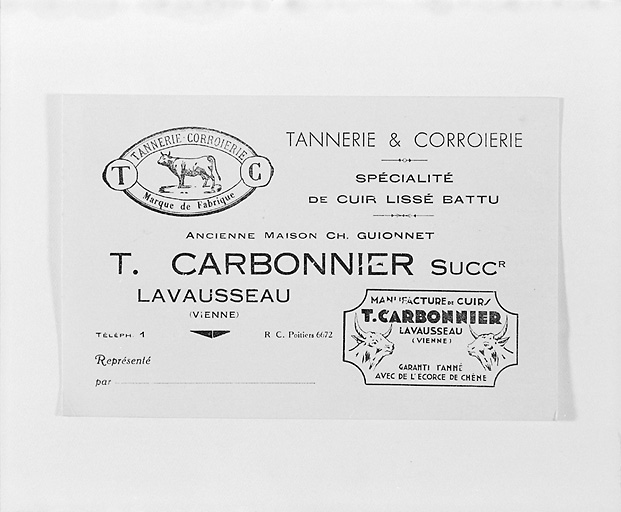 TANNERIE-CORROIERIE
T C
Marque de Fabrique
TANNERIE & CORROIERIE
SPÉCIALITÉ
DE CUIR LISSÉ BATTU
ANCIENNE MAISON CH. GUIONNET
T. CARBONNIER SUCCR
LAVAUSSEAU
(VIENNE)
TÉLÉPH. 1
R C. Poitiers 6672
Représenté
par
MANUFACTURE DE CUIRS
T.CARBONNIER
LAVAUSSEAU
(VIENNE)
GARANTI TANNÉ
AVEC DE L'ÉCORCE DE CHÊNE